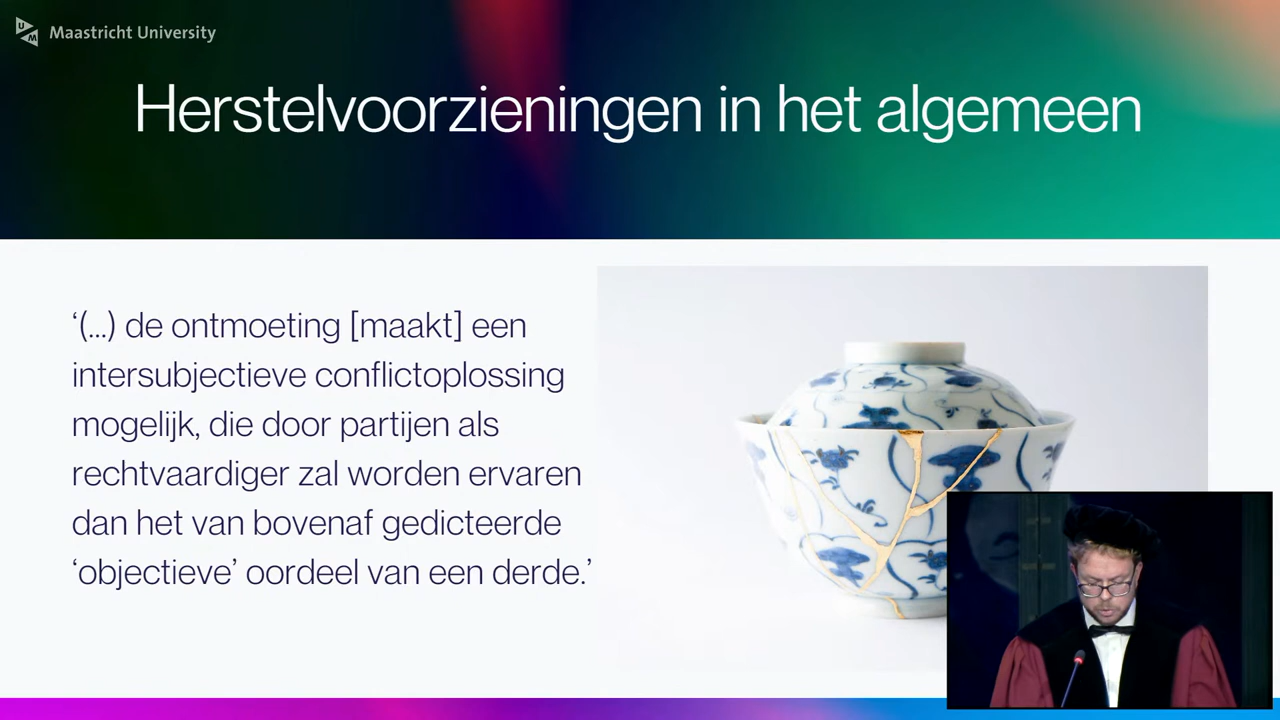 Maastricht University
Herstelvoorzieningen in het algemeen
‘(...) de ontmoeting [maakt] een
intersubjectieve conflictoplossing
mogelijk, die door partijen als
rechtvaardiger zal worden ervaren
dan het van bovenaf gedicteerde
‘objectieve’ oordeel van een derde.’